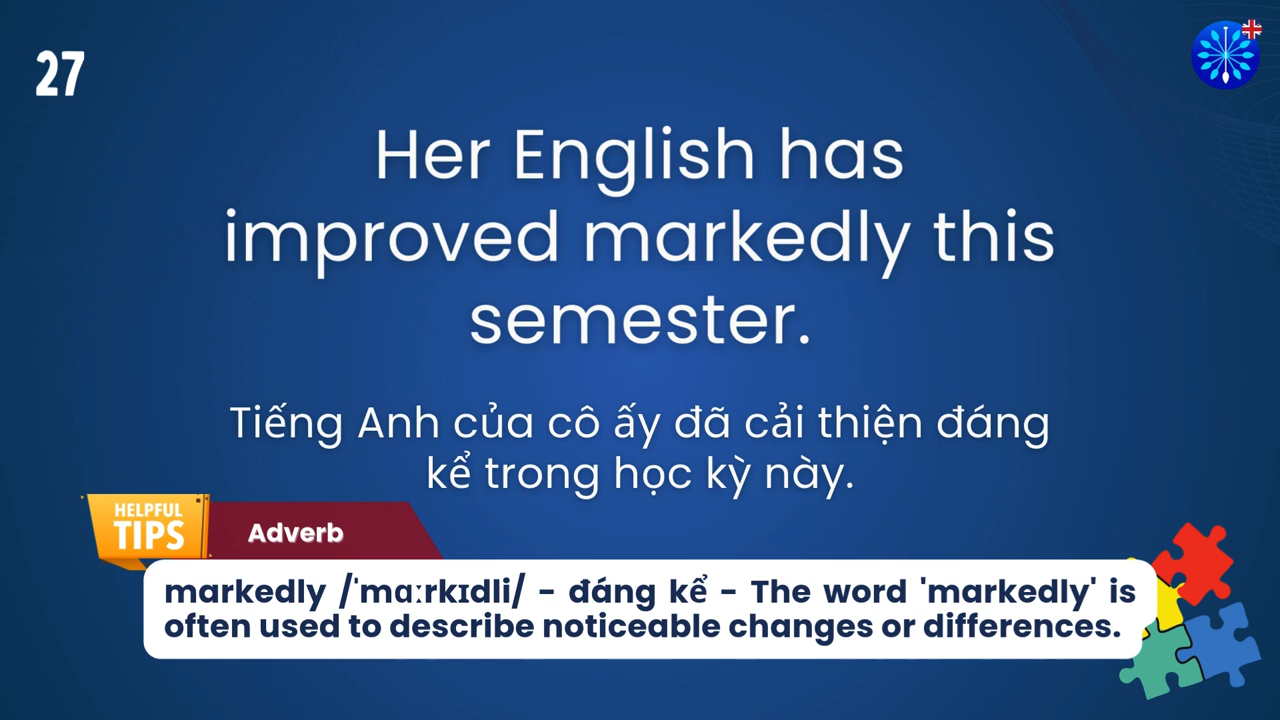 27
Her English has
improved markedly this
semester.
Tiếng Anh của cô ấy đã cải thiện đáng
kể trong học kỳ này.
HELPFUL
TIPS
Adverb
markedly /ˈmɑːrkɪdli/ - đáng kể - The word 'markedly' is
often used to describe noticeable changes or differences.